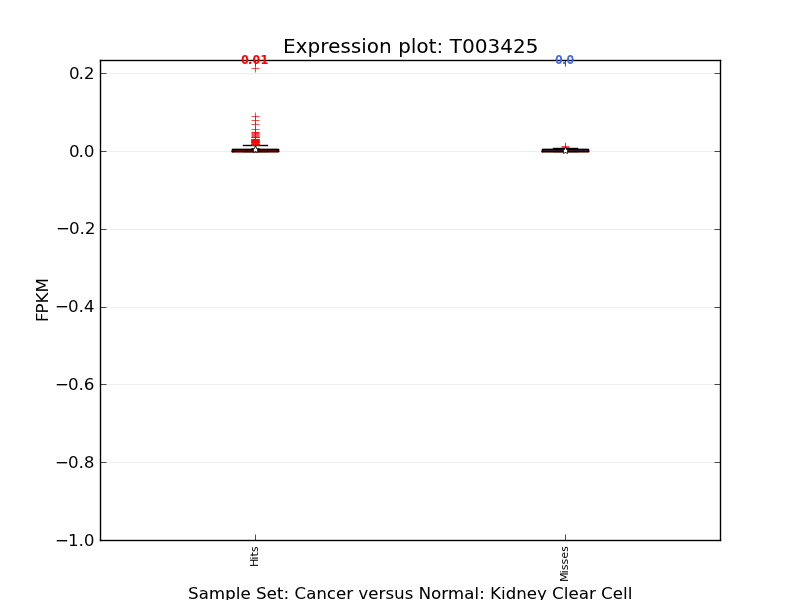 Expression plot: T003425
0.01
0.0
0.2
0.0
−0.2
−0.4
−0.6
−0.8
−1.0
FPKM
Hits
Misses
Sample Set: Cancer versus Normal: Kidney Clear Cell